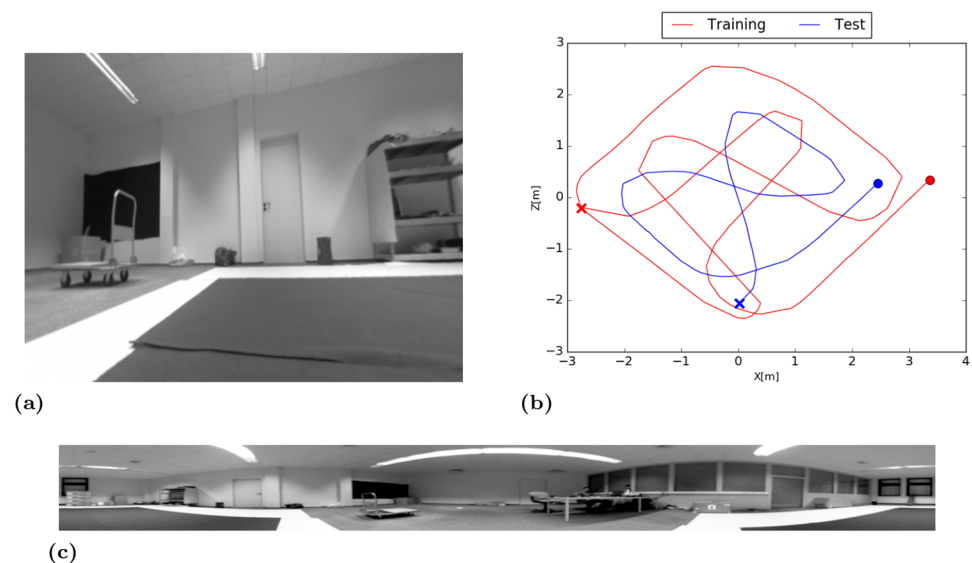 Training Test
3
2
1
0
−1
−2
−3
Z[m]
−3 −2 −1 0 1 2 3 4
X[m]
(a)
(b)
(c)